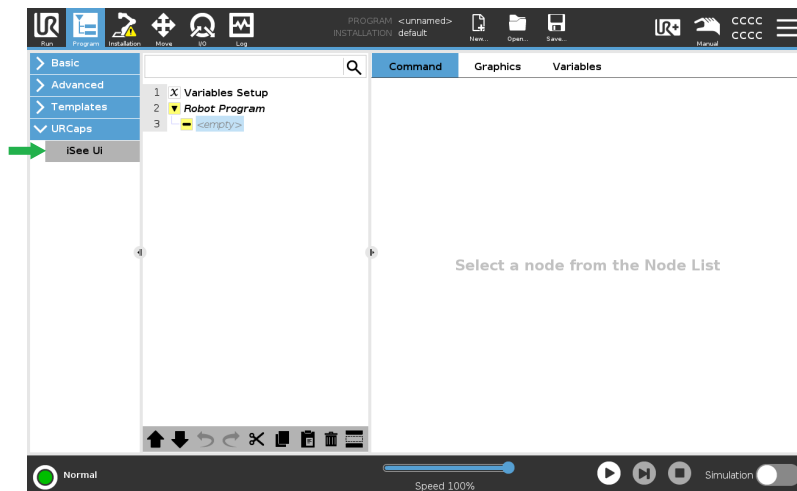 UR
R+
PROGRAM <unnamed>
INSTALLATION default
CCCC
CCCC
Run Program Installation Move I/O Log New... Open... Save... Manual
Basic
Advanced
Templates
URCaps
iSee Ui
1 X Variables Setup
2 Robot Program
3 <empty>
Command Graphics Variables
Select a node from the Node List
Normal
Speed 100%
Simulation